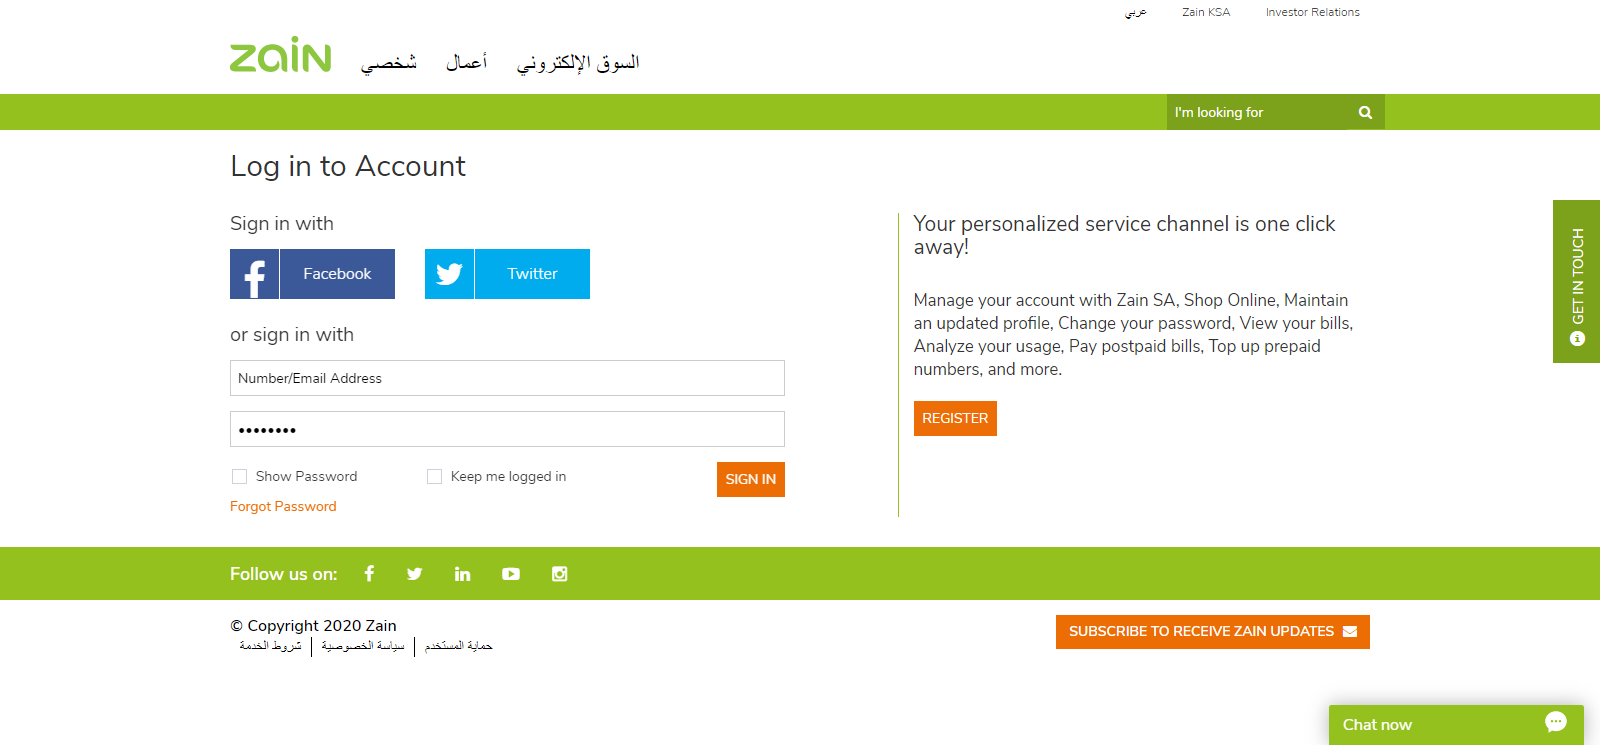 عربي Zain KSA Investor Relations
zain شخصي أعمال السوق الإلكتروني
I'm looking for
Log in to Account
Sign in with
Facebook Twitter
or sign in with
Number/Email Address
••••••••
Show Password Keep me logged in SIGN IN
Forgot Password
Your personalized service channel is one click
away!
Manage your account with Zain SA, Shop Online, Maintain
an updated profile, Change your password, View your bills,
Analyze your usage, Pay postpaid bills, Top up prepaid
numbers, and more.
REGISTER
GET IN TOUCH
Follow us on:
© Copyright 2020 Zain
شروط الخدمة | سياسة الخصوصية | حماية المستخدم
SUBSCRIBE TO RECEIVE ZAIN UPDATES
Chat now